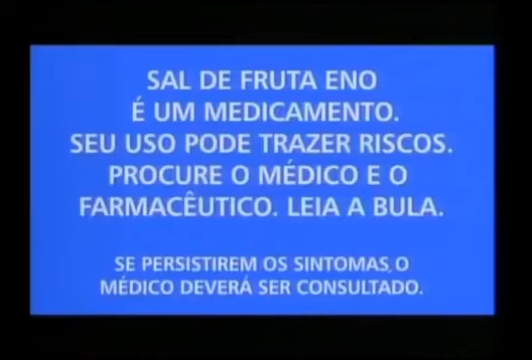 SAL DE FRUTA ENO
É UM MEDICAMENTO.
SEU USO PODE TRAZER RISCOS.
PROCURE O MÉDICO E O
FARMACÊUTICO. LEIA A BULA.
SE PERSISTIREM OS SINTOMAS, O
MÉDICO DEVERÁ SER CONSULTADO.